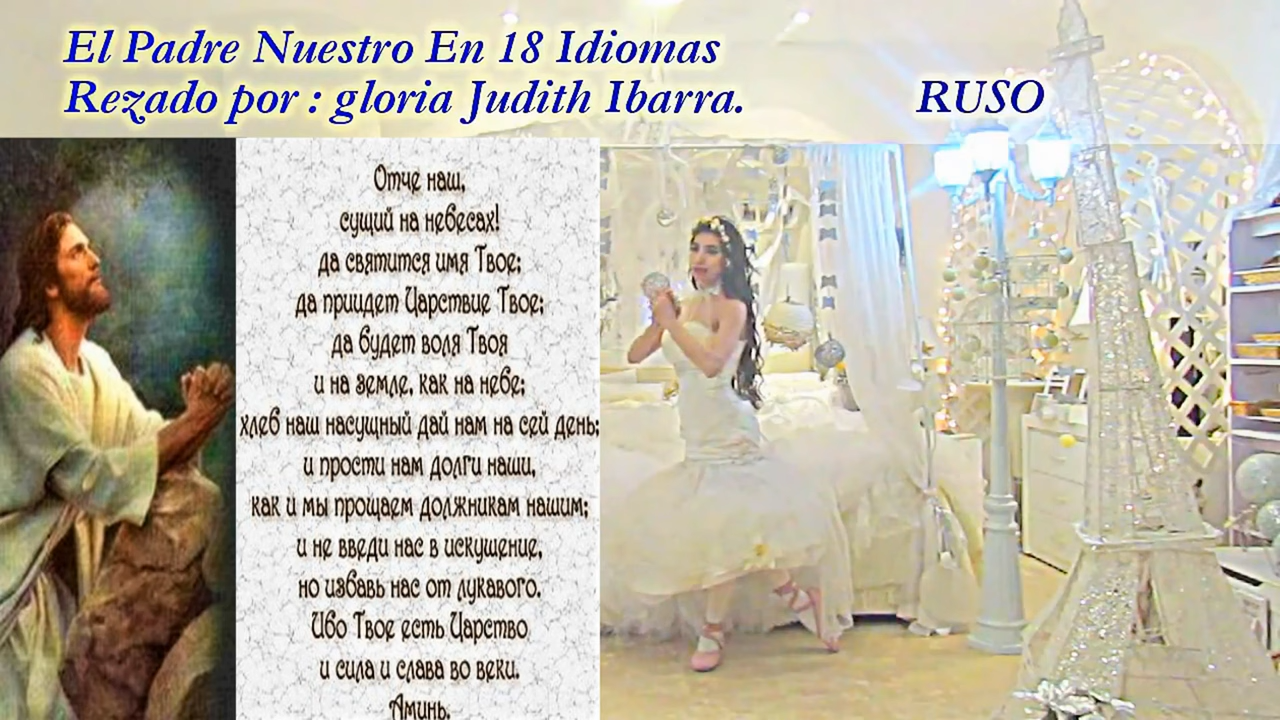 El Padre Nuestro En 18 Idiomas
Rezado por : gloria Judith Ibarra.
RUSO
Отче наш,
сущий на небесах!
да святится имя Твое;
да приидет Царствие Твое;
да будет воля Твоя
и на земле, как на небе;
хлеб наш насущный дай нам на сей день;
и прости нам долги наши,
как и мы прощаем должникам нашим;
и не введи нас в искушение,
но избавь нас от лукавого.
Ибо Твое есть Царство
и сила и слава во веки.
Аминь.